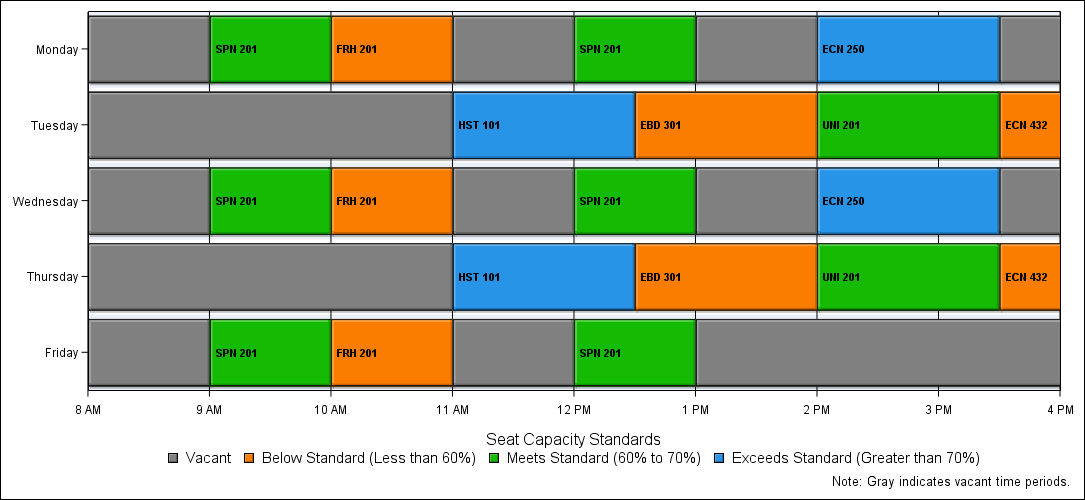 Monday
SPN 201
FRH 201
SPN 201
ECN 250
Tuesday
HST 101
EBD 301
UNI 201
ECN 432
Wednesday
SPN 201
FRH 201
SPN 201
ECN 250
Thursday
HST 101
EBD 301
UNI 201
ECN 432
Friday
SPN 201
FRH 201
SPN 201
8 AM 9 AM 10 AM 11 AM 12 PM 1 PM 2 PM 3 PM 4 PM
Seat Capacity Standards
Vacant Below Standard (Less than 60%) Meets Standard (60% to 70%) Exceeds Standard (Greater than 70%)
Note: Gray indicates vacant time periods.